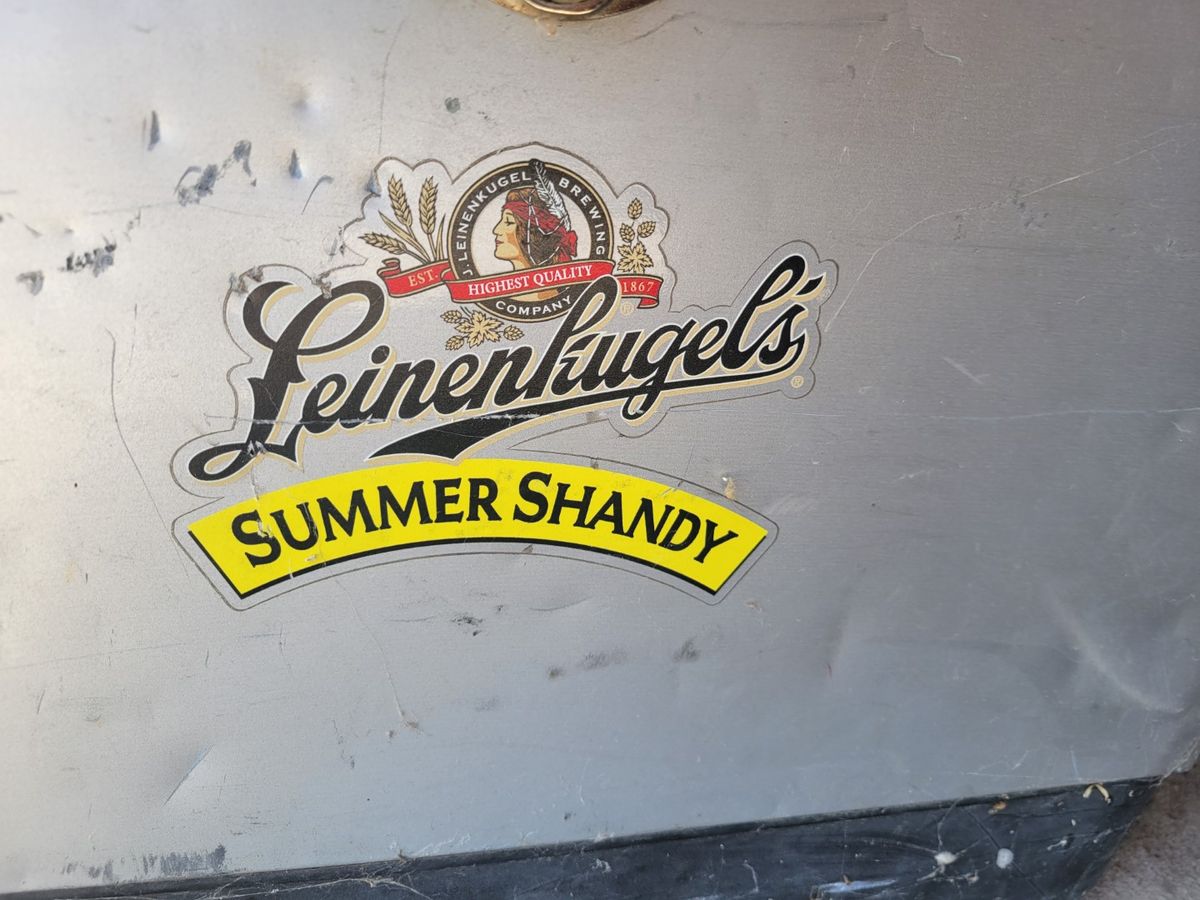 J. LEINENKUGEL BREWING
COMPANY
EST. HIGHEST QUALITY 1867
Leinenkugel's ®
SUMMER SHANDY